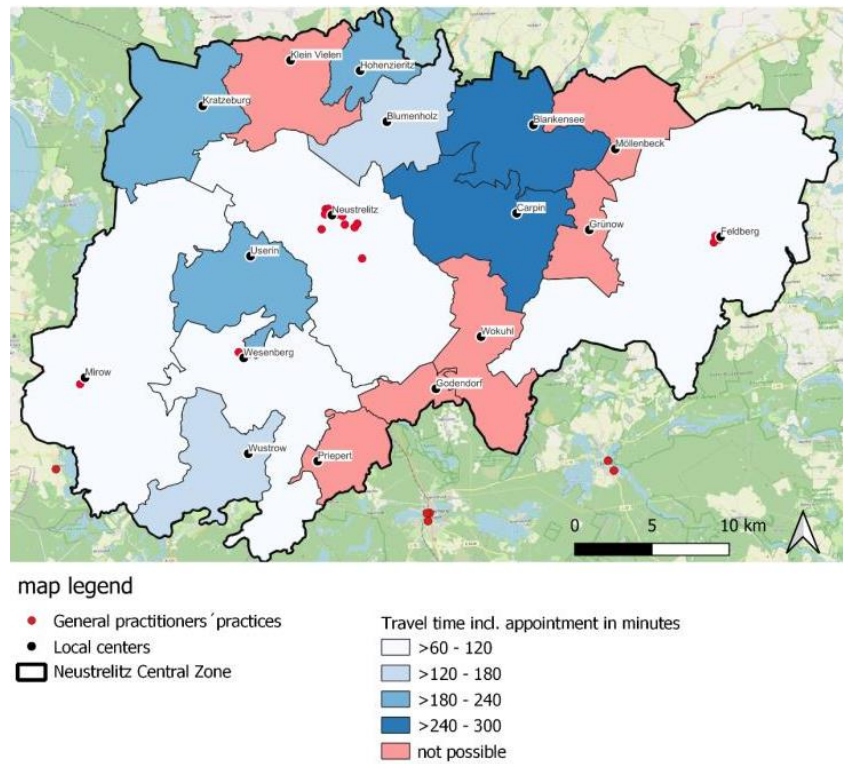 Klein Vielen
Hohenzieritz
Kratzeburg
Blumenholz
Blankensee
Möllenbeck
Neustrelitz
Carpin
Grünow
Feldberg
Userin
Wokuhl
Wesenberg
Mirow
Godendorf
Wustrow
Priepert
0 5 10 km
map legend
General practitioners´practices
Local centers
Neustrelitz Central Zone
Travel time incl. appointment in minutes
>60 - 120
>120 - 180
>180 - 240
>240 - 300
not possible